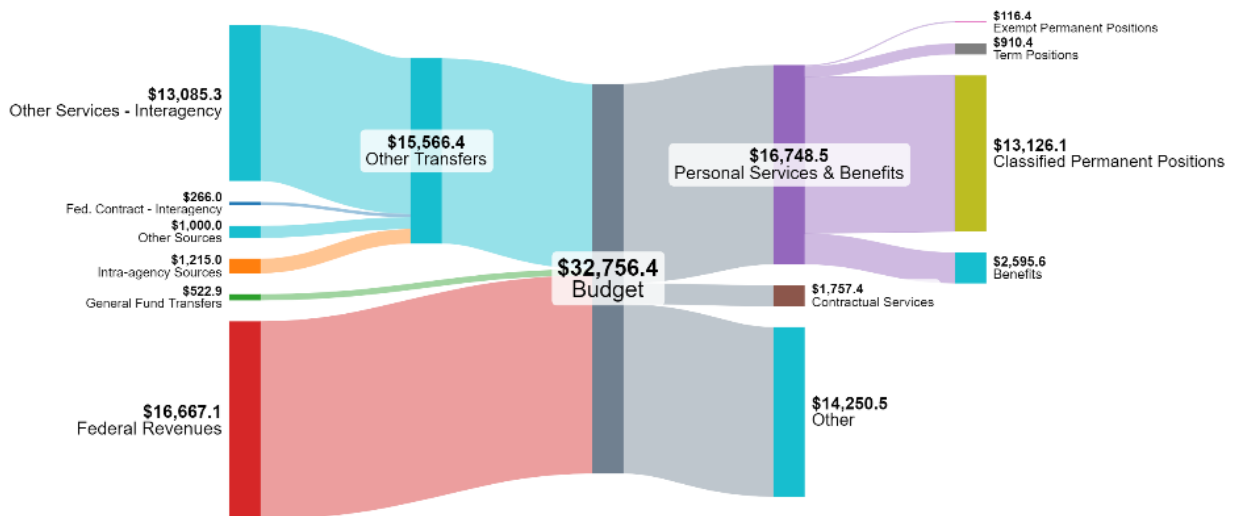 $13,085.3
Other Services - Interagency
$266.0
Fed. Contract - Interagency
$1,000.0
Other Sources
$1,215.0
Intra-agency Sources
$522.9
General Fund Transfers
$16,667.1
Federal Revenues
$15,566.4
Other Transfers
$32,756.4
Budget
$16,748.5
Personal Services & Benefits
$1,757.4
Contractual Services
$14,250.5
Other
$116.4
Exempt Permanent Positions
$910.4
Term Positions
$13,126.1
Classified Permanent Positions
$2,595.6
Benefits